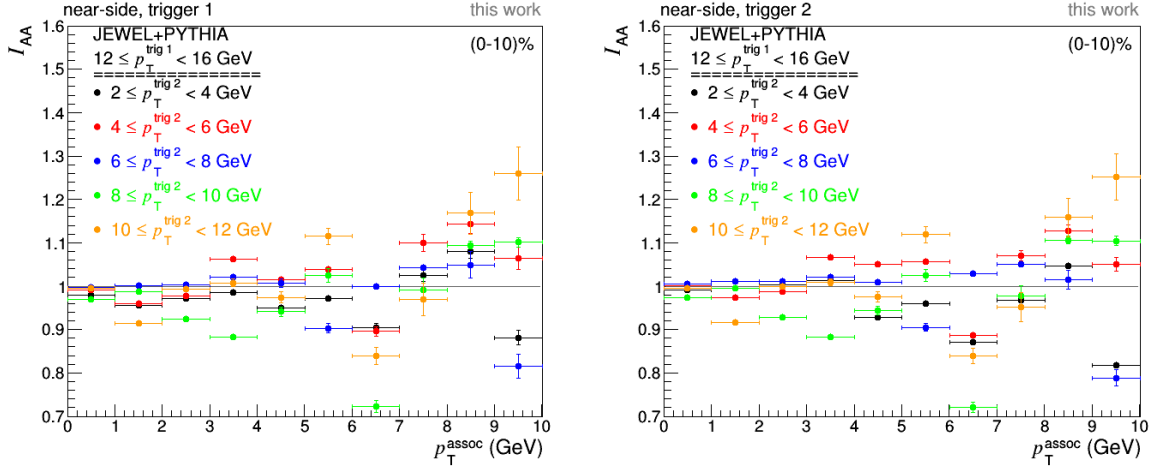 near-side, trigger 1 this work
I_AA
JEWEL+PYTHIA (0-10)%
12 ≤ p_T^trig 1 < 16 GeV
==================
2 ≤ p_T^trig 2 < 4 GeV
4 ≤ p_T^trig 2 < 6 GeV
6 ≤ p_T^trig 2 < 8 GeV
8 ≤ p_T^trig 2 < 10 GeV
10 ≤ p_T^trig 2 < 12 GeV
1.6
1.5
1.4
1.3
1.2
1.1
1
0.9
0.8
0.7
0 1 2 3 4 5 6 7 8 9 10
p_T^assoc (GeV)
near-side, trigger 2 this work
I_AA
JEWEL+PYTHIA (0-10)%
12 ≤ p_T^trig 1 < 16 GeV
==================
2 ≤ p_T^trig 2 < 4 GeV
4 ≤ p_T^trig 2 < 6 GeV
6 ≤ p_T^trig 2 < 8 GeV
8 ≤ p_T^trig 2 < 10 GeV
10 ≤ p_T^trig 2 < 12 GeV
1.6
1.5
1.4
1.3
1.2
1.1
1
0.9
0.8
0.7
0 1 2 3 4 5 6 7 8 9 10
p_T^assoc (GeV)